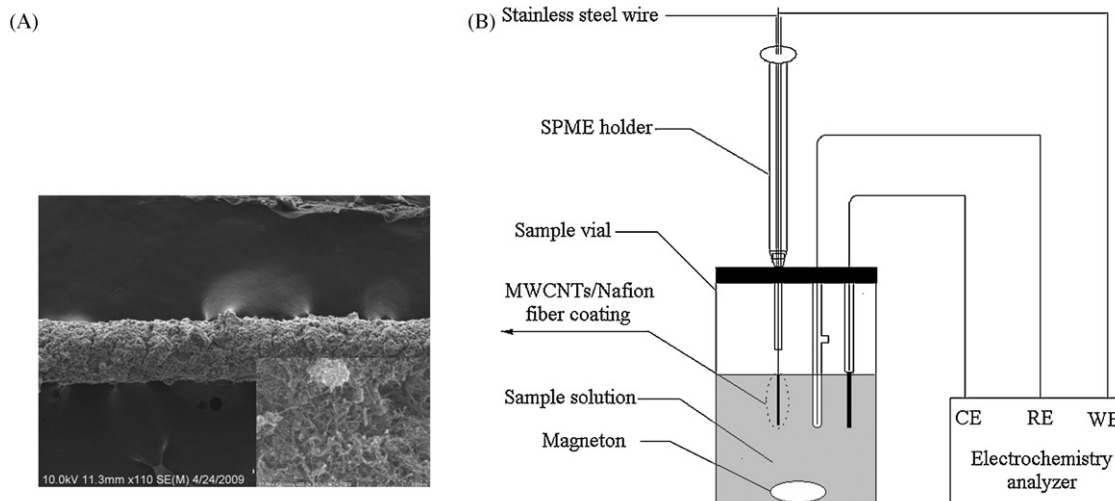 (A)
(B)
Stainless steel wire
SPME holder
Sample vial
MWCNTs/Nafion
fiber coating
Sample solution
Magneton
CE RE WE
Electrochemistry
analyzer
10.0kV 11.3mm x110 SE(M) 4/24/2009